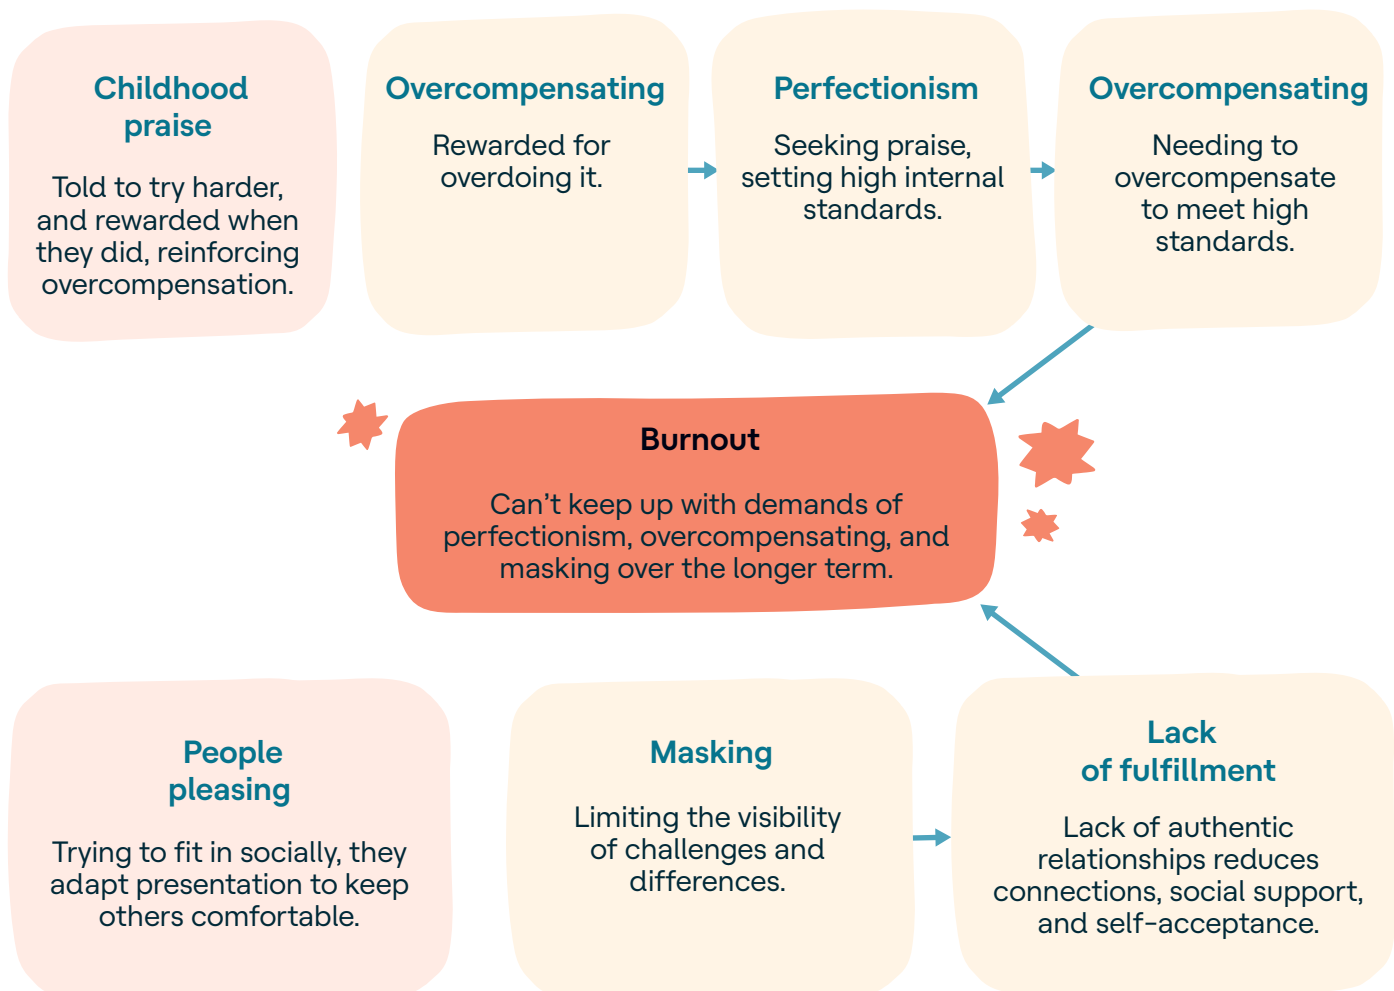 Childhood
praise
Told to try harder,
and rewarded when
they did, reinforcing
overcompensation.
Overcompensating
Rewarded for
overdoing it.
Perfectionism
Seeking praise,
setting high internal
standards.
Overcompensating
Needing to
overcompensate
to meet high
standards.
Burnout
Can’t keep up with demands of
perfectionism, overcompensating, and
masking over the longer term.
People
pleasing
Trying to fit in socially, they
adapt presentation to keep
others comfortable.
Masking
Limiting the visibility
of challenges and
differences.
Lack
of fulfillment
Lack of authentic
relationships reduces
connections, social support,
and self-acceptance.